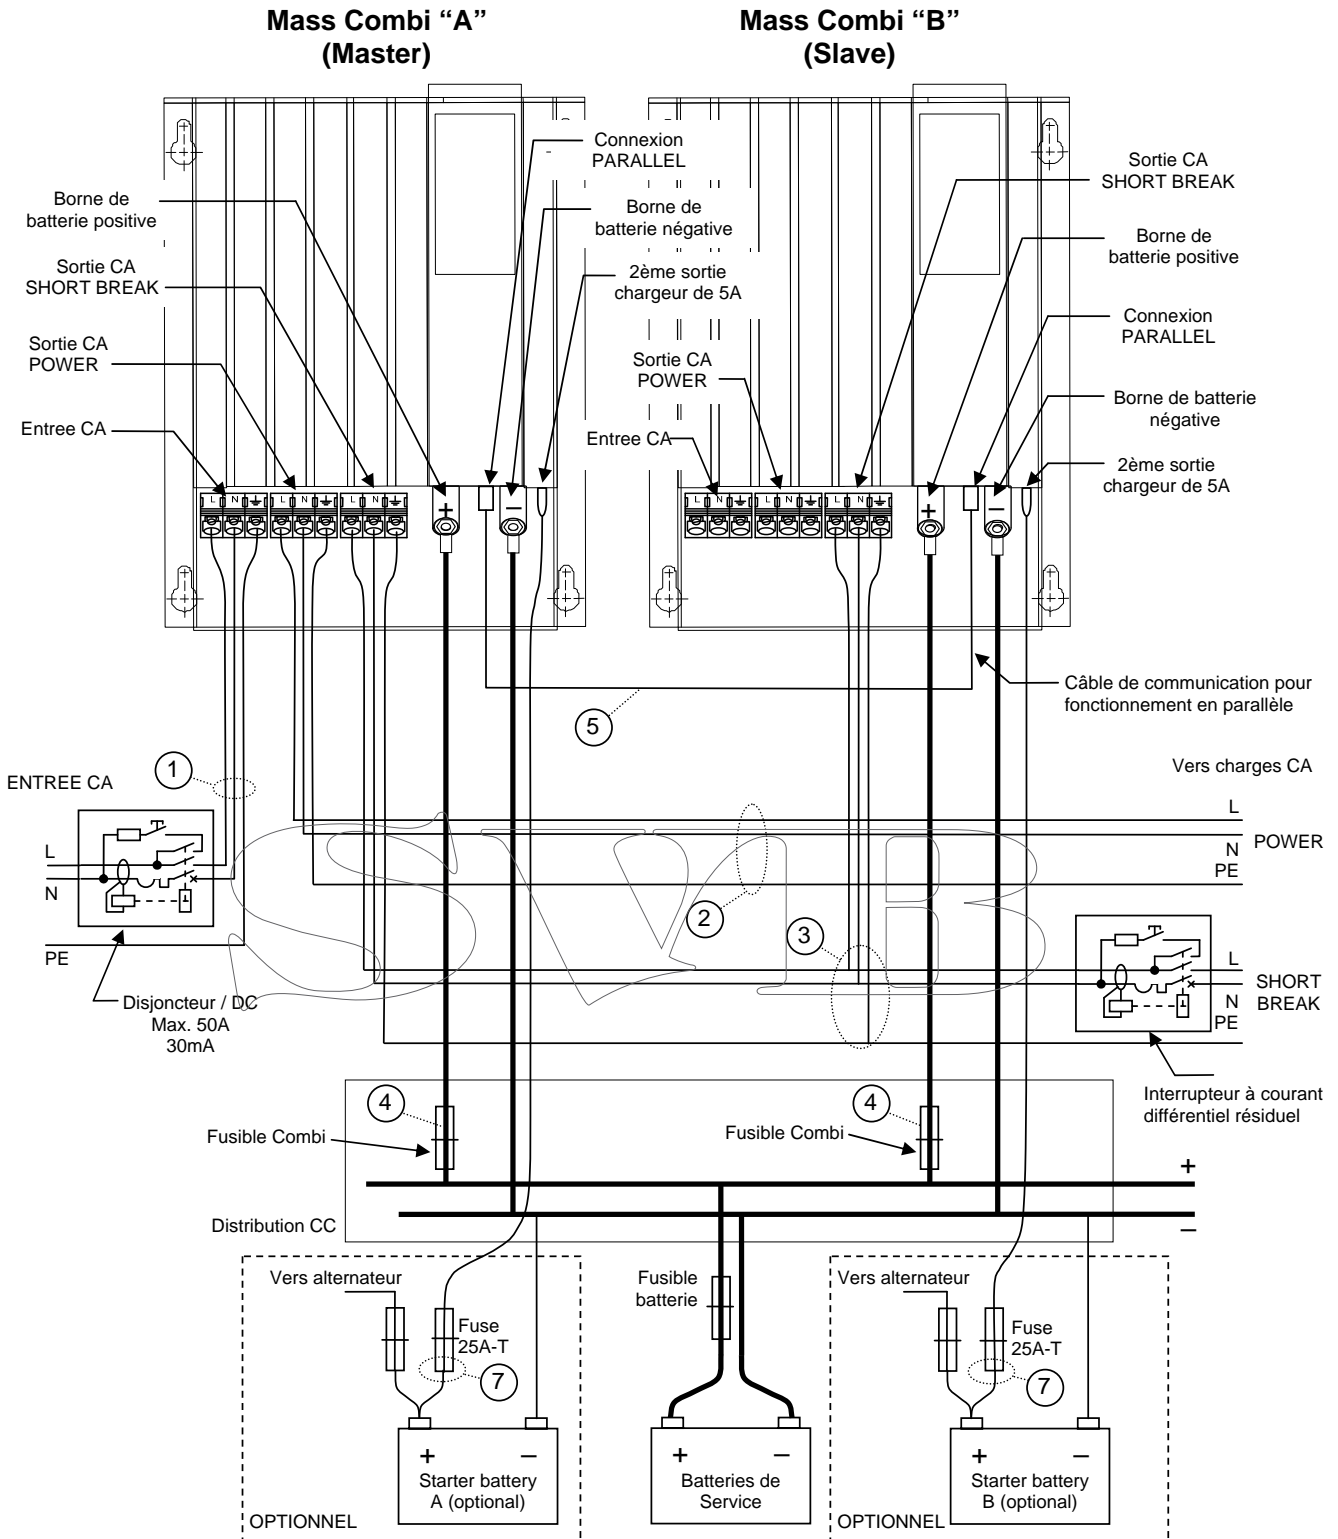 Mass Combi “A”
(Master)
Mass Combi “B”
(Slave)
Connexion
PARALLEL
Sortie CA
SHORT BREAK
Borne de
batterie positive
Borne de
batterie négative
Borne de
batterie positive
Sortie CA
SHORT BREAK
2ème sortie
chargeur de 5A
Connexion
PARALLEL
Sortie CA
POWER
Sortie CA
POWER
Borne de batterie
négative
Entree CA
Entree CA
2ème sortie
chargeur de 5A
L N L N L N + –
L N L N L N + –
Câble de communication pour
fonctionnement en parallèle
5
1
ENTREE CA
Vers charges CA
L
N
PE
L
N
PE
POWER
2
3
Disjoncteur / DC
Max. 50A
30mA
L
N
PE
SHORT
BREAK
Interrupteur à courant
différentiel résiduel
4
Fusible Combi
4
Fusible Combi
+
–
Distribution CC
Vers alternateur
Fuse
25A-T
7
Fusible
batterie
Vers alternateur
Fuse
25A-T
7
+ –
Starter battery
A (optional)
+ –
Batteries de
Service
+ –
Starter battery
B (optional)
OPTIONNEL
OPTIONNEL
SVB